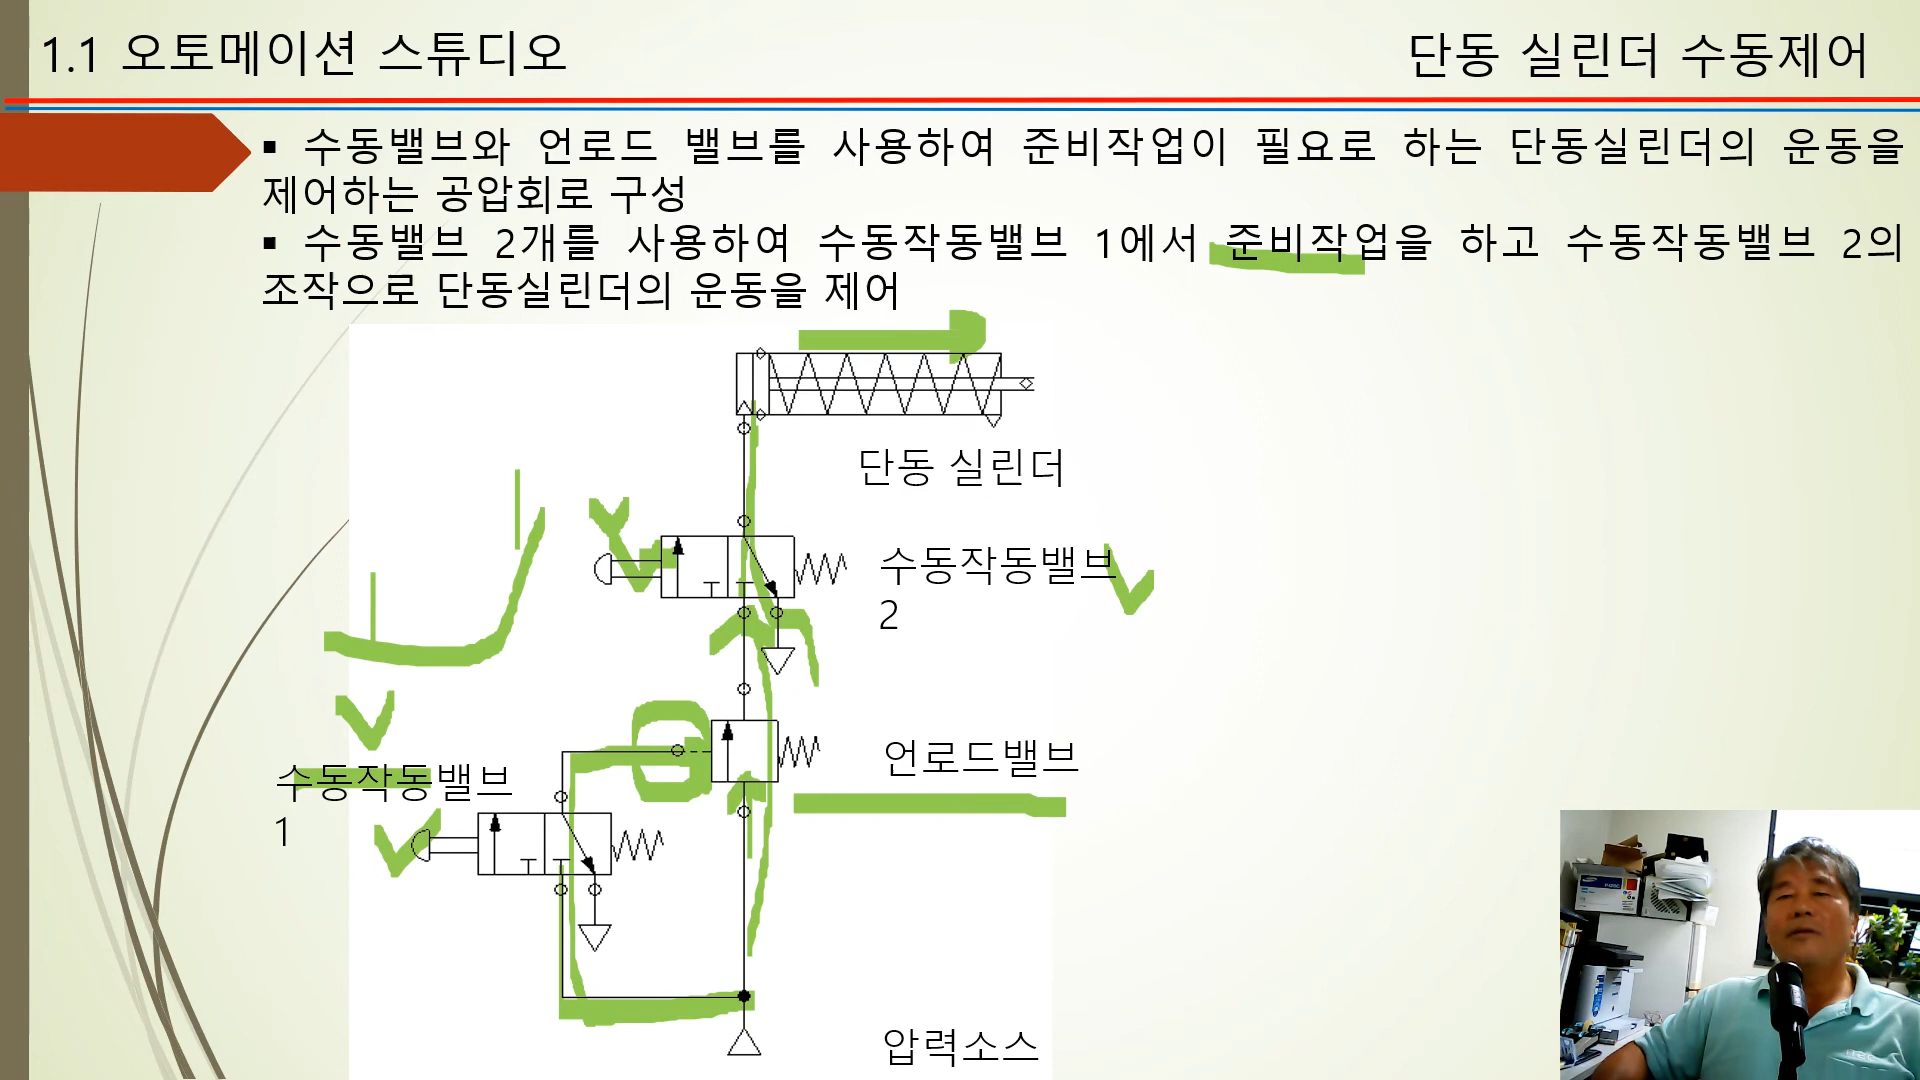 1.1 오토메이션 스튜디오
단동 실린더 수동제어
▪ 수동밸브와 언로드 밸브를 사용하여 준비작업이 필요로 하는 단동실린더의 운동을
제어하는 공압회로 구성
▪ 수동밸브 2개를 사용하여 수동작동밸브 1에서 준비작업을 하고 수동작동밸브 2의
조작으로 단동실린더의 운동을 제어
단동 실린더
수동작동밸브
2
언로드밸브
수동작동밸브
1
압력소스